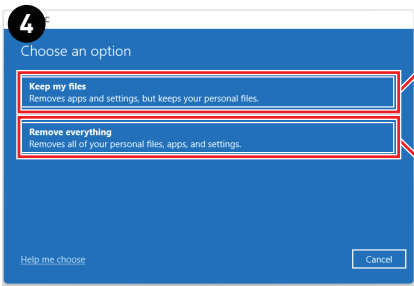 4
Choose an option
Keep my files
Removes apps and settings, but keeps your personal files.
Remove everything
Removes all of your personal files, apps, and settings.
Help me choose
Cancel